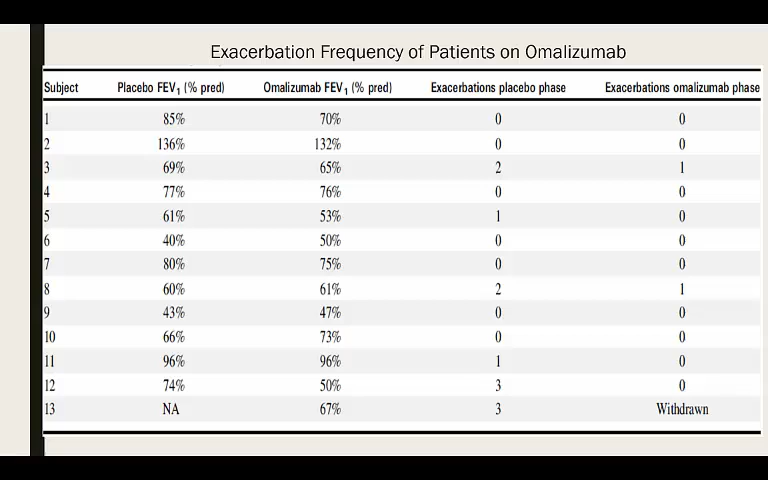 Exacerbation Frequency of Patients on Omalizumab
Subject Placebo FEV1 (% pred) Omalizumab FEV1 (% pred) Exacerbations placebo phase Exacerbations omalizumab phase
1 85% 70% 0 0
2 136% 132% 0 0
3 69% 65% 2 1
4 77% 76% 0 0
5 61% 53% 1 0
6 40% 50% 0 0
7 80% 75% 0 0
8 60% 61% 2 1
9 43% 47% 0 0
10 66% 73% 0 0
11 96% 96% 1 0
12 74% 50% 3 0
13 NA 67% 3 Withdrawn